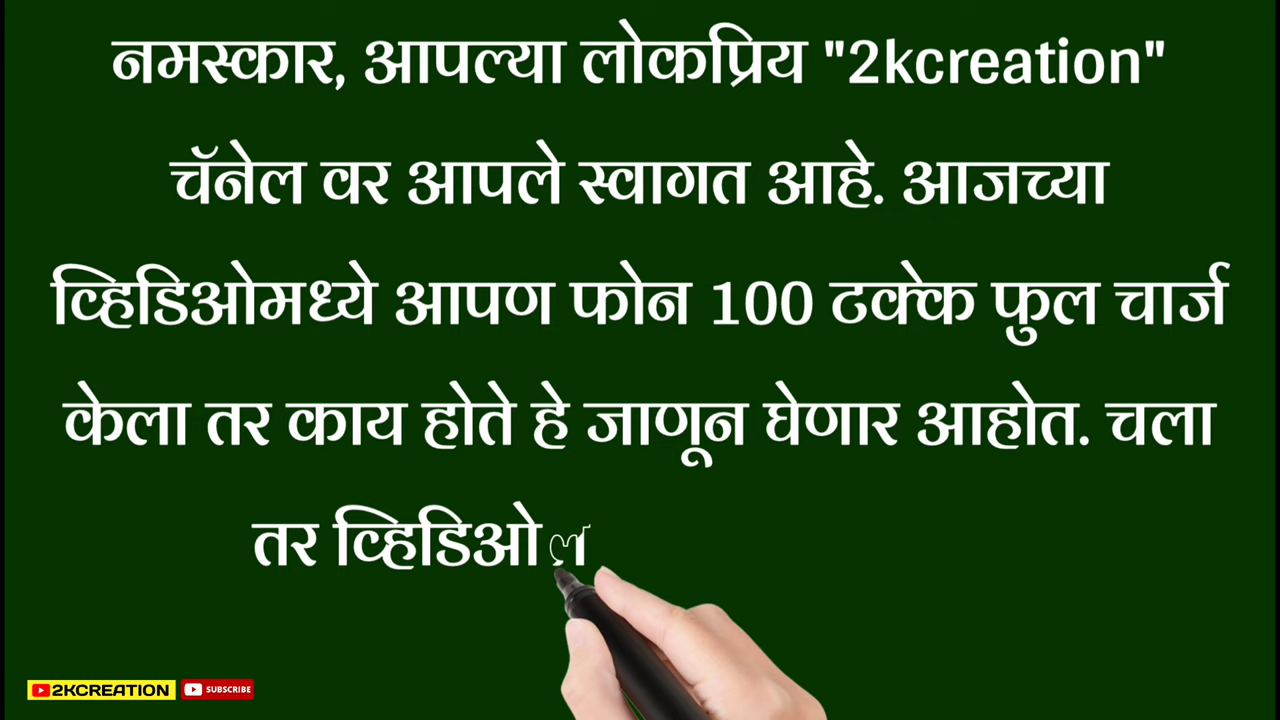 नमस्कार, आपल्या लोकप्रिय "2kcreation"
चॅनेल वर आपले स्वागत आहे. आजच्या
व्हिडिओमध्ये आपण फोन 100 टक्के फुल चार्ज
केला तर काय होते हे जाणून घेणार आहोत. चला
तर व्हिडिओ
2KCREATION SUBSCRIBE